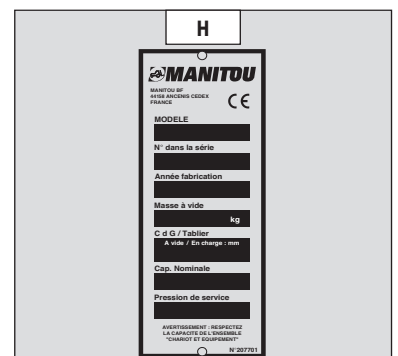 H
MANITOU
MANITOU BF
44158 ANCENIS CEDEX
FRANCE
CE
MODELE
N° dans la série
Année fabrication
Masse à vide
kg
C d G / Tablier
A vide / En charge : mm
Cap. Nominale
Pression de service
AVERTISSEMENT : RESPECTEZ
LA CAPACITE DE L'ENSEMBLE
"CHARIOT ET EQUIPEMENT"
N°207701